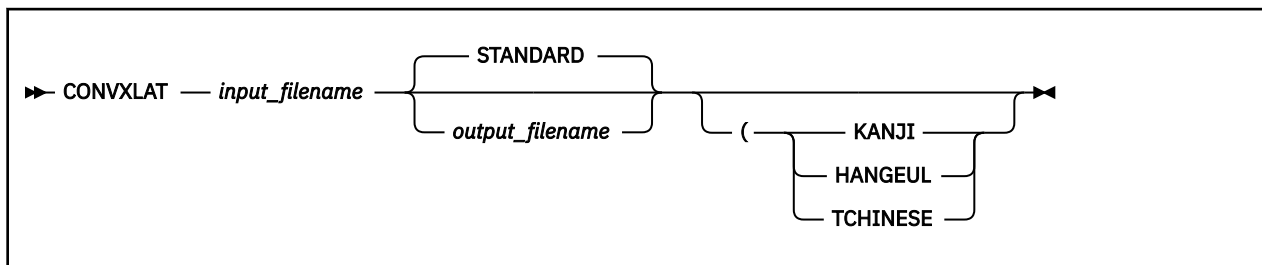 STANDARD
CONVXLAT input_filename
output_filename
( KANJI
HANGEUL
TCHINESE